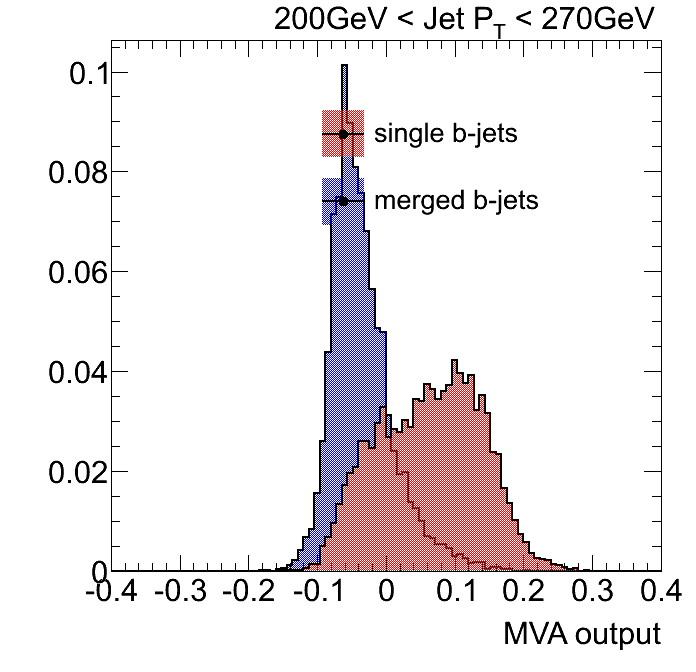 200GeV < Jet P_T < 270GeV
0.1
single b-jets
0.08
merged b-jets
0.06
0.04
0.02
0
-0.4 -0.3 -0.2 -0.1 0 0.1 0.2 0.3 0.4
MVA output